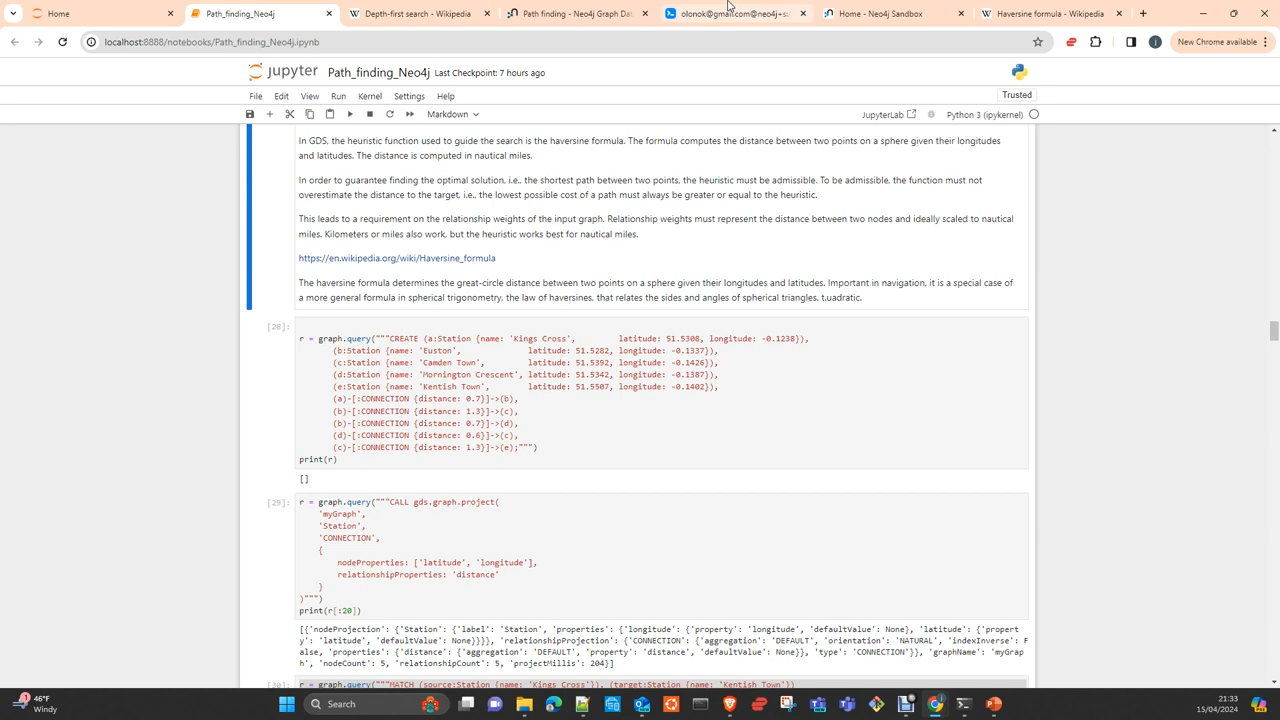 Home
Path_finding_Neo4j
Depth-first search - Wikipedia
Path finding - Neo4j Graph Dat
olonok@gmail.com@neo4j+s
Home - Neo4j Sandbox
Haversine formula - Wikipedia
localhost:8888/notebooks/Path_finding_Neo4j.ipynb
New Chrome available
jupyter Path_finding_Neo4j Last Checkpoint: 7 hours ago
File Edit View Run Kernel Settings Help
Trusted
Markdown
JupyterLab
Python 3 (ipykernel)
In GDS, the heuristic function used to guide the search is the haversine formula. The formula computes the distance between two points on a sphere given their longitudes
and latitudes. The distance is computed in nautical miles.
In order to guarantee finding the optimal solution, i.e., the shortest path between two points, the heuristic must be admissible. To be admissible, the function must not
overestimate the distance to the target, i.e., the lowest possible cost of a path must always be greater or equal to the heuristic.
This leads to a requirement on the relationship weights of the input graph. Relationship weights must represent the distance between two nodes and ideally scaled to nautical
miles. Kilometers or miles also work, but the heuristic works best for nautical miles.
https://en.wikipedia.org/wiki/Haversine_formula
The haversine formula determines the great-circle distance between two points on a sphere given their longitudes and latitudes. Important in navigation, it is a special case of
a more general formula in spherical trigonometry, the law of haversines, that relates the sides and angles of spherical triangles. t.uadratic.
[28]:
r = graph.query("""CREATE (a:Station {name: 'Kings Cross', latitude: 51.5308, longitude: -0.1238}),
(b:Station {name: 'Euston', latitude: 51.5282, longitude: -0.1337}),
(c:Station {name: 'Camden Town', latitude: 51.5392, longitude: -0.1426}),
(d:Station {name: 'Mornington Crescent', latitude: 51.5342, longitude: -0.1387}),
(e:Station {name: 'Kentish Town', latitude: 51.5507, longitude: -0.1402}),
(a)-[:CONNECTION {distance: 0.7}]->(b),
(b)-[:CONNECTION {distance: 1.3}]->(c),
(b)-[:CONNECTION {distance: 0.7}]->(d),
(d)-[:CONNECTION {distance: 0.6}]->(c),
(c)-[:CONNECTION {distance: 1.3}]->(e);""")
print(r)
[]
[29]:
r = graph.query("""CALL gds.graph.project(
'myGraph',
'Station',
'CONNECTION',
{
nodeProperties: ['latitude', 'longitude'],
relationshipProperties: 'distance'
}
)""")
print(r[:20])
[{'nodeProjection': {'Station': {'label': 'Station', 'properties': {'longitude': {'property': 'longitude', 'defaultValue': None}, 'latitude': {'propert
y': 'latitude', 'defaultValue': None}}}}, 'relationshipProjection': {'CONNECTION': {'aggregation': 'DEFAULT', 'orientation': 'NATURAL', 'indexInverse': F
alse, 'properties': {'distance': {'aggregation': 'DEFAULT', 'property': 'distance', 'defaultValue': None}}, 'type': 'CONNECTION'}}, 'graphName': 'myGrap
h', 'nodeCount': 5, 'relationshipCount': 5, 'projectMillis': 204}]
[30]:
r = graph.query("""MATCH (source:Station {name: 'Kings Cross'}), (target:Station {name: 'Kentish Town'})
46°F
Windy
Search
21:33
15/04/2024